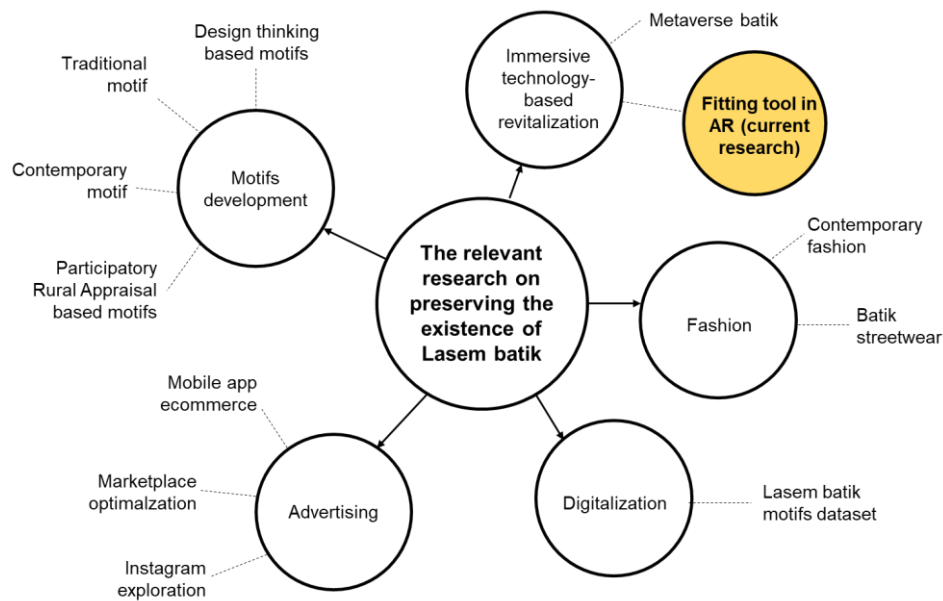 Design thinking
based motifs
Traditional
motif
Contemporary
motif
Participatory
Rural Appraisal
based motifs
Motifs
development
Metaverse batik
Immersive
technology-
based
revitalization
Fitting tool in
AR (current
research)
The relevant
research on
preserving the
existence of
Lasem batik
Contemporary
fashion
Fashion
Batik
streetwear
Mobile app
ecommerce
Marketplace
optimalzation
Instagram
exploration
Advertising
Digitalization
Lasem batik
motifs dataset